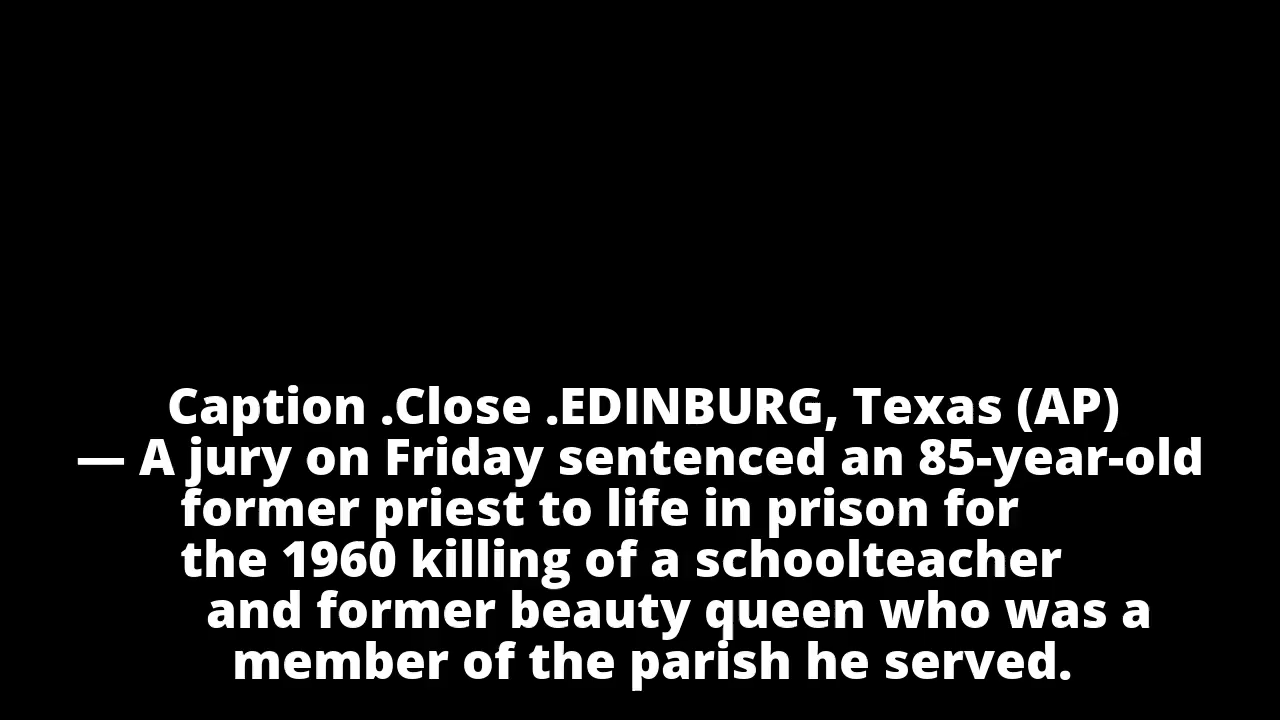 Caption .Close .EDINBURG, Texas (AP)
— A jury on Friday sentenced an 85-year-old
former priest to life in prison for
the 1960 killing of a schoolteacher
and former beauty queen who was a
member of the parish he served.